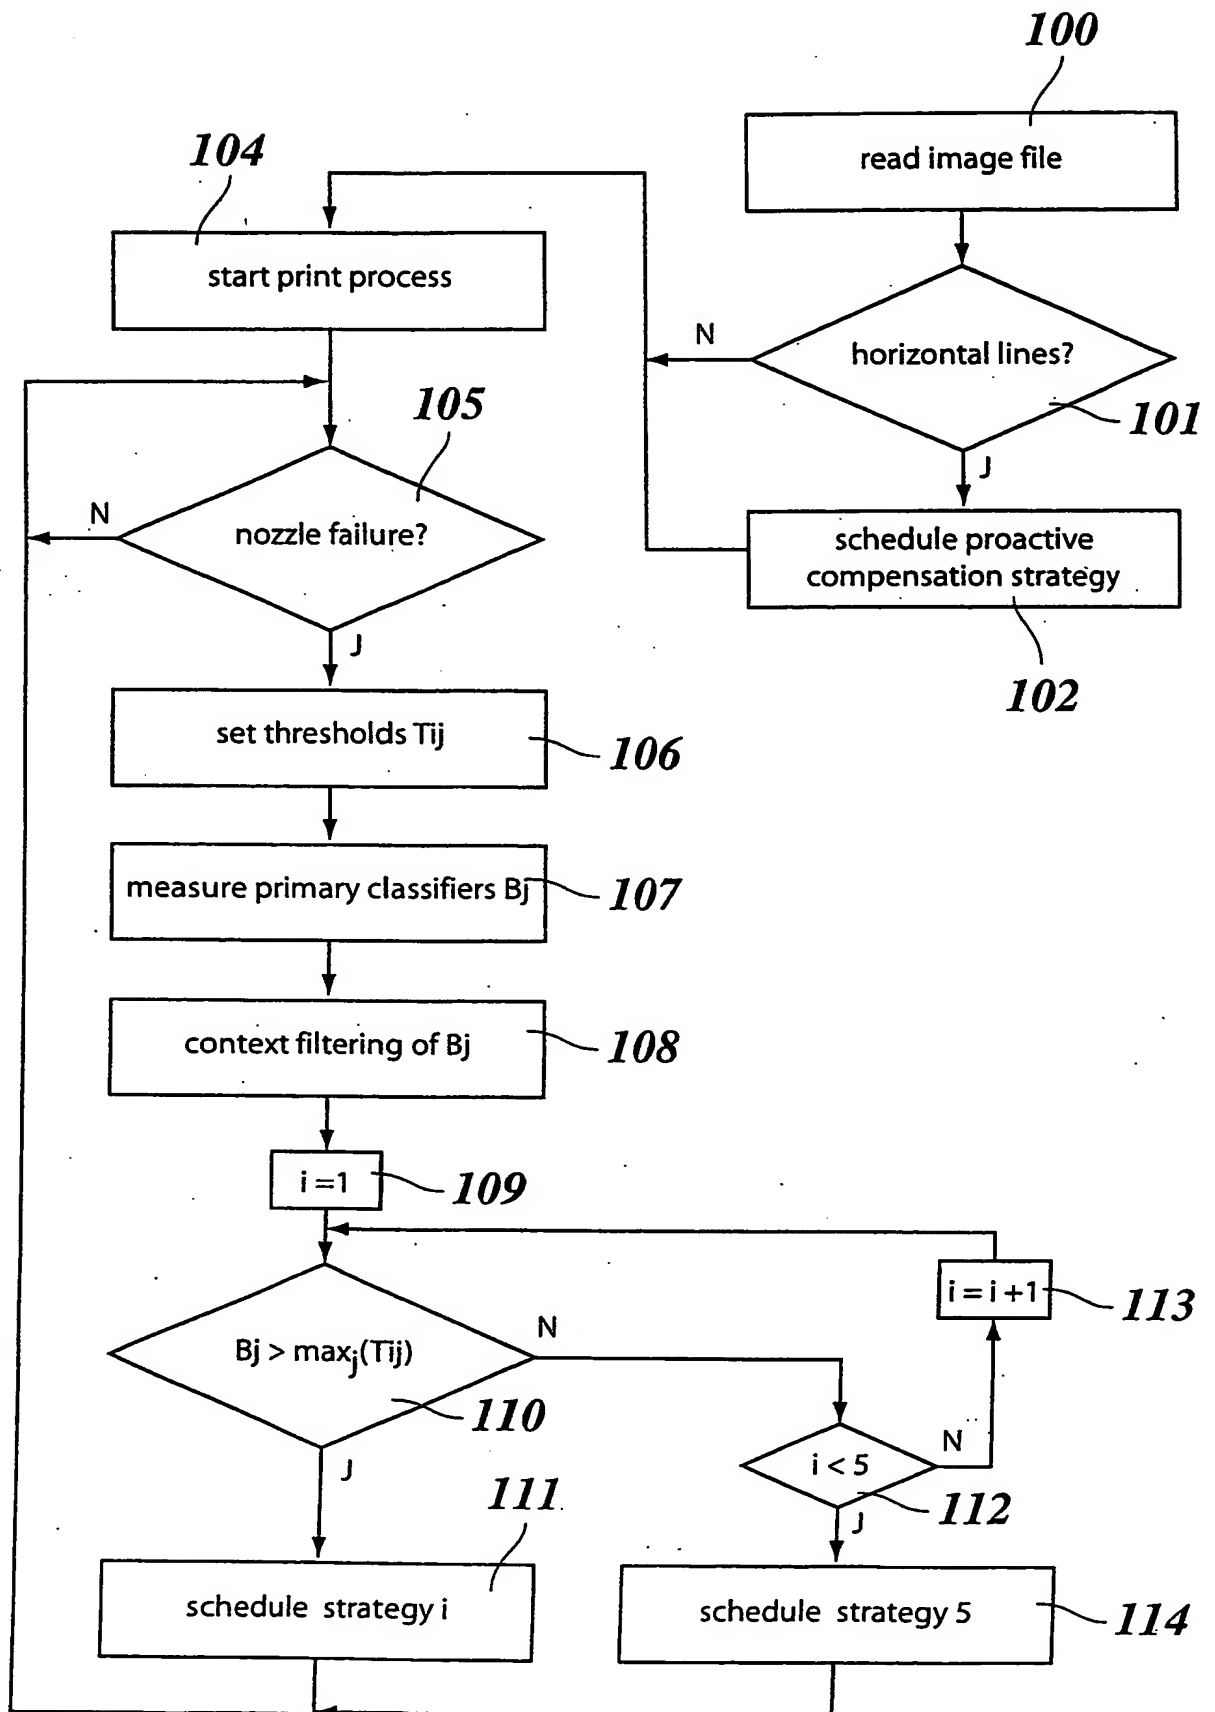 100
read image file
104
start print process
N
horizontal lines?
101
J
105
N
nozzle failure?
J
schedule proactive
compensation strategy
102
set thresholds Tij
106
measure primary classifiers Bj
107
context filtering of Bj
108
i =1
109
i = i +1
113
N
Bj > maxj(Tij)
110
J
N
i < 5
112
J
111
schedule strategy i
schedule strategy 5
114